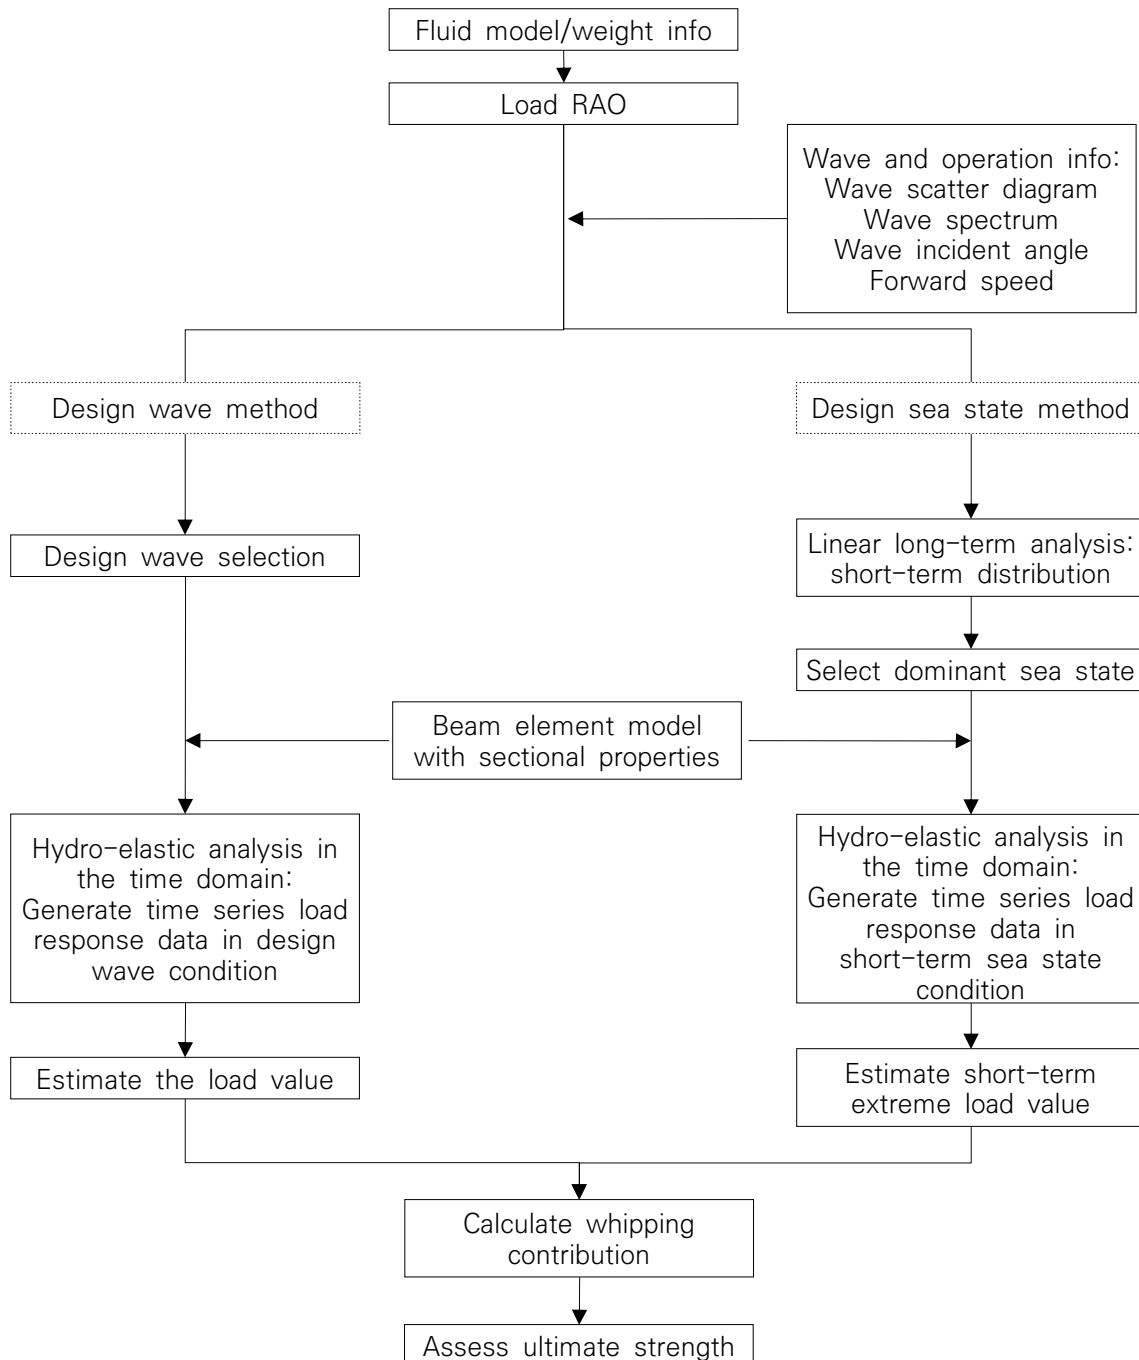 Fluid model/weight info
Load RAO
Wave and operation info:
Wave scatter diagram
Wave spectrum
Wave incident angle
Forward speed
Design wave method
Design sea state method
Design wave selection
Linear long-term analysis:
short-term distribution
Select dominant sea state
Beam element model
with sectional properties
Hydro-elastic analysis in
the time domain:
Generate time series load
response data in design
wave condition
Hydro-elastic analysis in
the time domain:
Generate time series load
response data in
short-term sea state
condition
Estimate the load value
Estimate short-term
extreme load value
Calculate whipping
contribution
Assess ultimate strength